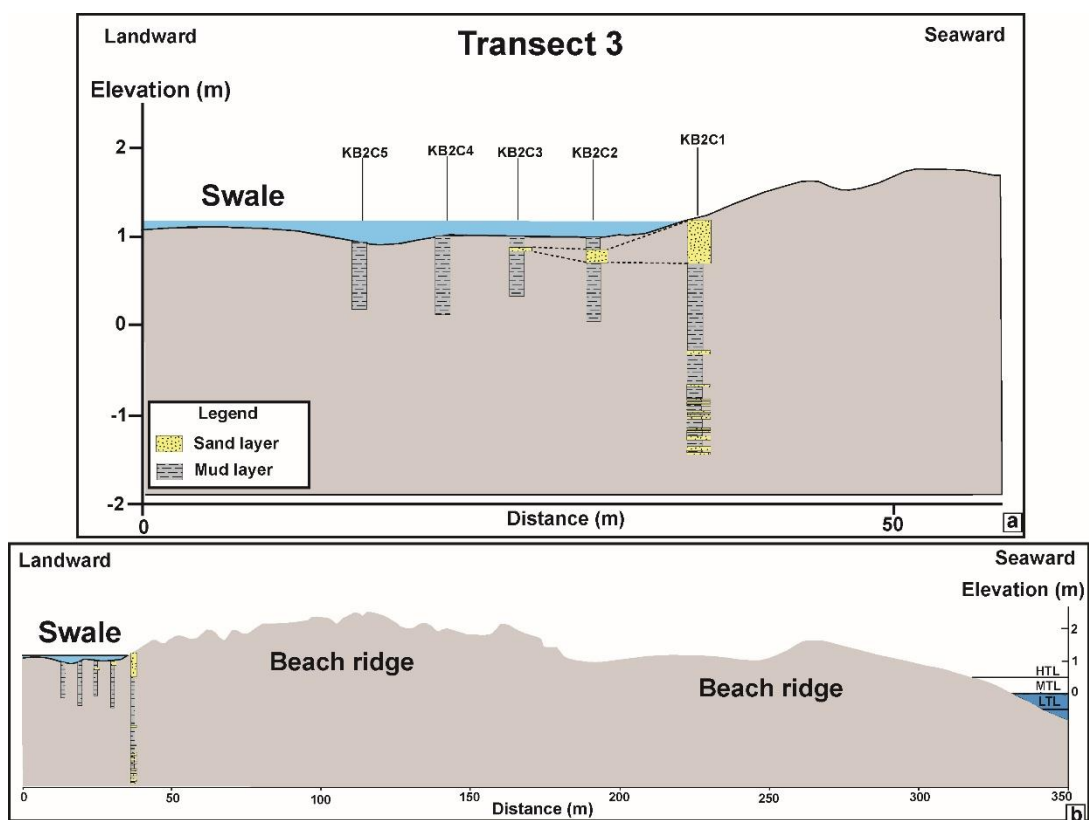 Landward
Transect 3
Seaward
Elevation (m)
2
1
0
-1
-2
KB2C5
KB2C4
KB2C3
KB2C2
KB2C1
Swale
Legend
Sand layer
Mud layer
0
Distance (m)
50
a
Landward
Seaward
Elevation (m)
Swale
Beach ridge
Beach ridge
2
1
0
HTL
MTL
LTL
0
50
100
150
200
250
300
350
Distance (m)
b